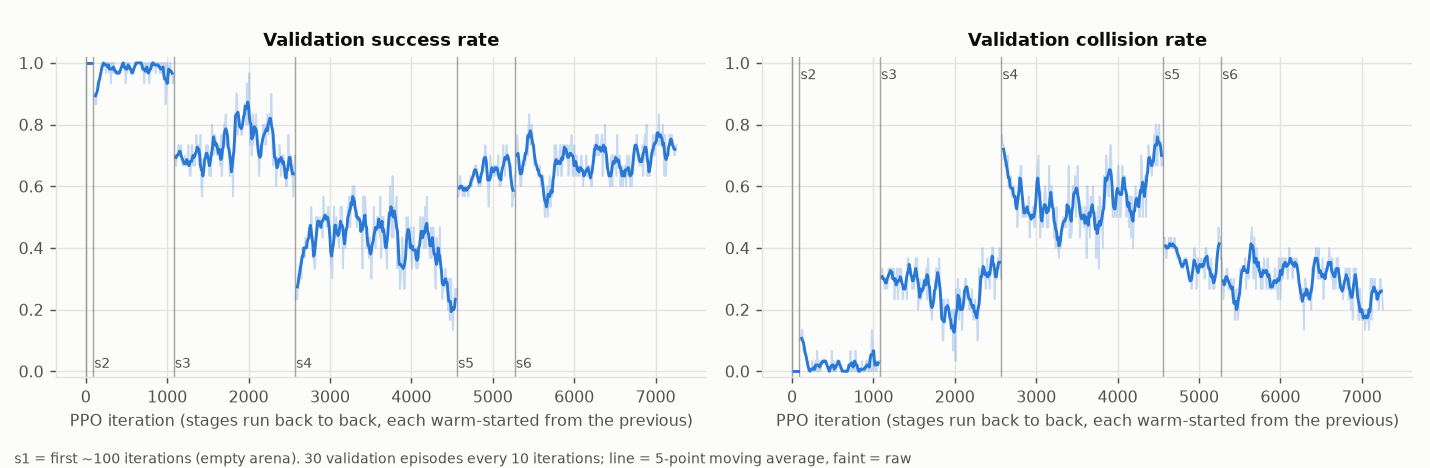 Validation success rate
1.0
0.8
0.6
0.4
0.2
0.0
s2
s3
s4
s5
s6
0
1000
2000
3000
4000
5000
6000
7000
PPO iteration (stages run back to back, each warm-started from the previous)
Validation collision rate
1.0
0.8
0.6
0.4
0.2
0.0
s2
s3
s4
s5
s6
0
1000
2000
3000
4000
5000
6000
7000
PPO iteration (stages run back to back, each warm-started from the previous)
s1 = first ~100 iterations (empty arena). 30 validation episodes every 10 iterations; line = 5-point moving average, faint = raw